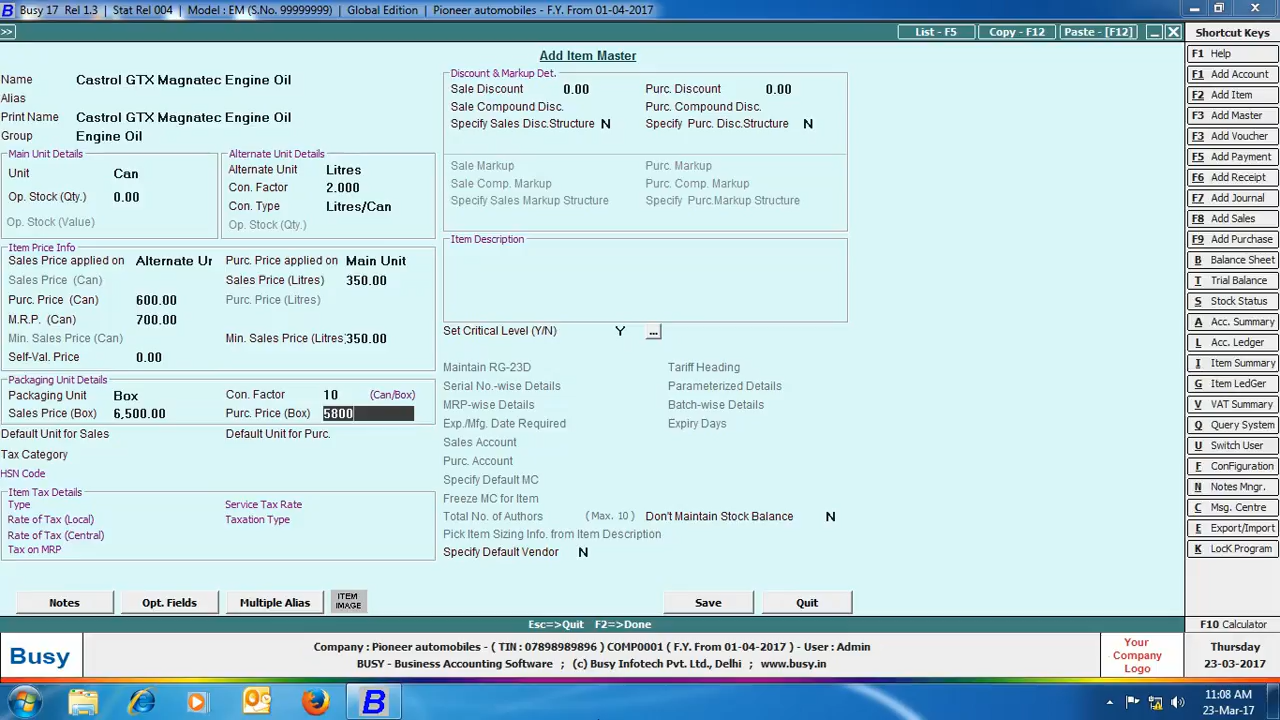 Busy 17 Rel 1.3 | Stat Rel 004 | Model : EM (S.No. 99999999) | Global Edition | Pioneer automobiles - F.Y. From 01-04-2017
>> List - F5 Copy - F12 Paste - [F12]
Add Item Master
Name Castrol GTX Magnatec Engine Oil
Alias
Print Name Castrol GTX Magnatec Engine Oil
Group Engine Oil
Main Unit Details
Unit Can
Op. Stock (Qty.) 0.00
Op. Stock (Value)
Alternate Unit Details
Alternate Unit Litres
Con. Factor 2.000
Con. Type Litres/Can
Op. Stock (Qty.)
Item Price Info
Sales Price applied on Alternate Ur Purc. Price applied on Main Unit
Sales Price (Can) Sales Price (Litres) 350.00
Purc. Price (Can) 600.00 Purc. Price (Litres)
M.R.P. (Can) 700.00
Min. Sales Price (Can) Min. Sales Price (Litres) 350.00
Self-Val. Price 0.00
Packaging Unit Details
Packaging Unit Box Con. Factor 10 (Can/Box)
Sales Price (Box) 6,500.00 Purc. Price (Box) 5800
Default Unit for Sales Default Unit for Purc.
Tax Category
HSN Code
Item Tax Details
Type Service Tax Rate
Rate of Tax (Local) Taxation Type
Rate of Tax (Central)
Tax on MRP
Discount & Markup Det.
Sale Discount 0.00 Purc. Discount 0.00
Sale Compound Disc. Purc. Compound Disc.
Specify Sales Disc.Structure N Specify Purc. Disc.Structure N
Sale Markup Purc. Markup
Sale Comp. Markup Purc. Comp. Markup
Specify Sales Markup Structure Specify Purc.Markup Structure
Item Description
Set Critical Level (Y/N) Y ...
Maintain RG-23D Tariff Heading
Serial No.-wise Details Parameterized Details
MRP-wise Details Batch-wise Details
Exp./Mfg. Date Required Expiry Days
Sales Account
Purc. Account
Specify Default MC
Freeze MC for Item
Total No. of Authors ( Max. 10 ) Don't Maintain Stock Balance N
Pick Item Sizing Info. from Item Description
Specify Default Vendor N
Notes Opt. Fields Multiple Alias ITEM IMAGE Save Quit
Esc=>Quit F2=>Done
Shortcut Keys
F1 Help
F1 Add Account
F2 Add Item
F3 Add Master
F3 Add Voucher
F5 Add Payment
F6 Add Receipt
F7 Add Journal
F8 Add Sales
F9 Add Purchase
B Balance Sheet
T Trial Balance
S Stock Status
A Acc. Summary
L Acc. Ledger
I Item Summary
G Item LedGer
V VAT Summary
Q Query System
U Switch User
F Configuration
N Notes Mngr.
C Msg. Centre
E Export/Import
K LocK Program
F10 Calculator
Busy
Company : Pioneer automobiles - ( TIN : 07898989896 ) COMP0001 ( F.Y. From 01-04-2017 ) - User : Admin
BUSY - Business Accounting Software ; (c) Busy Infotech Pvt. Ltd., Delhi ; www.busy.in
Your
Company
Logo
Thursday
23-03-2017
11:08 AM
23-Mar-17